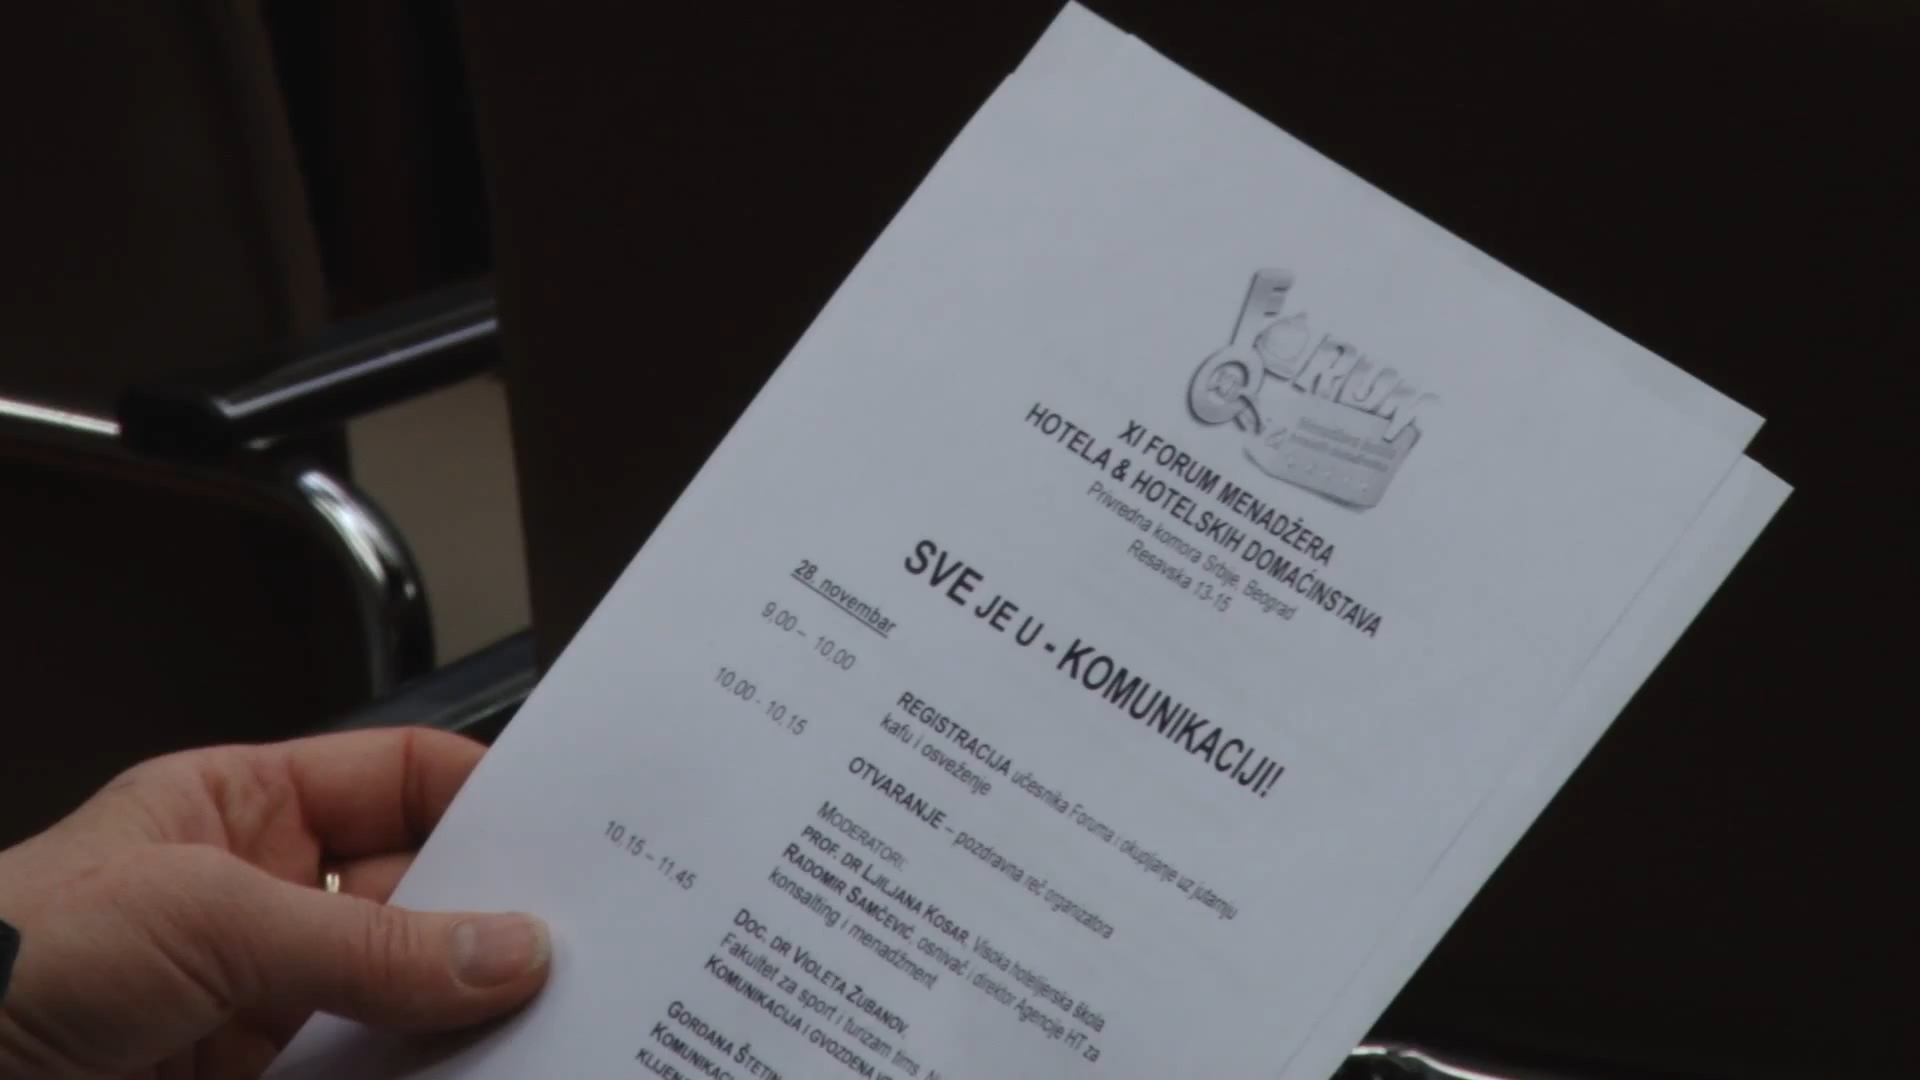 FORUM
XI FORUM MENADŽERA
HOTELA & HOTELSKIH DOMAĆINSTAVA
Privredna komora Srbije, Beograd
Resavska 13-15
SVE JE U - KOMUNIKACIJI!
28. novembar
9,00 – 10,00
REGISTRACIJA učesnika Foruma i okupljanje uz jutarnju
kafu i osveženje
10,00 - 10,15
OTVARANJE – pozdravna reč organizatora
MODERATORI:
PROF. DR LJILJANA KOSAR, Visoka hotelijerska škola
RADOMIR SAMČEVIĆ, osnivač i direktor Agencije HT za
konsalting i menadžment
10,15 – 11,45
DOC. DR VIOLETA ZUBANOV,
Fakultet za sport i turizam tims,
KOMUNIKACIJA I GVOZDENA
GORDANA ŠTETIN